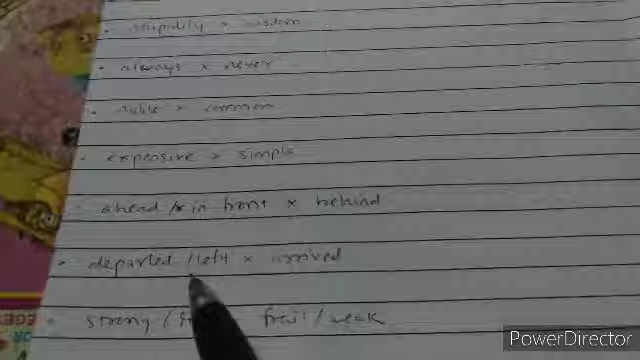 • stupidity × wisdom
• always × never
• noble × common
• expensive × simple
• ahead / in front × behind
• departed / left × arrived
• strong / frail / weak
PowerDirector